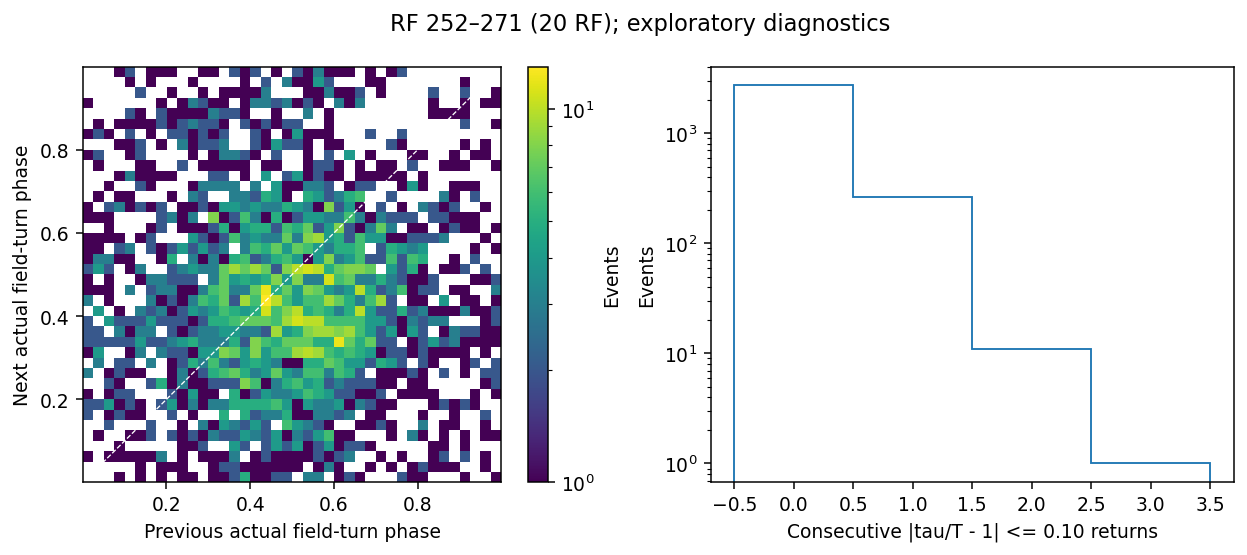 RF 252–271 (20 RF); exploratory diagnostics
Next actual field-turn phase
0.8
0.6
0.4
0.2
0.2 0.4 0.6 0.8
Previous actual field-turn phase
10¹
10⁰
Events
Events
10³
10²
10¹
10⁰
−0.5 0.0 0.5 1.0 1.5 2.0 2.5 3.0 3.5
Consecutive |tau/T - 1| <= 0.10 returns